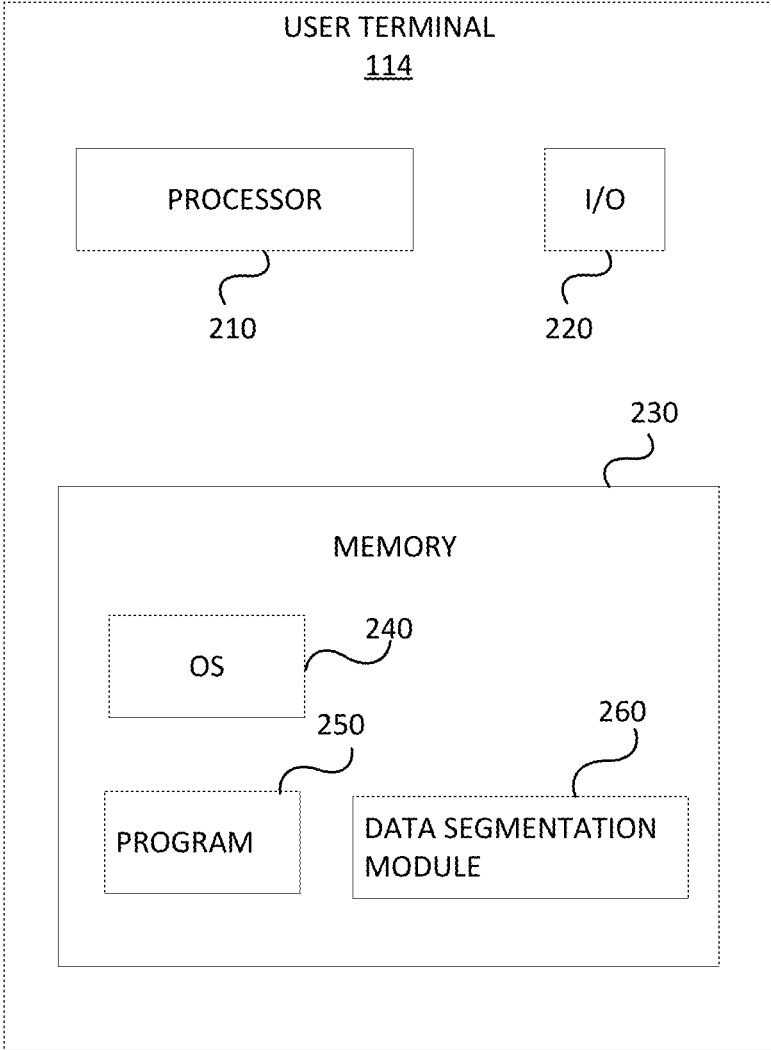 USER TERMINAL
114
PROCESSOR
I/O
210
220
230
MEMORY
OS
240
250
260
PROGRAM
DATA SEGMENTATION
MODULE